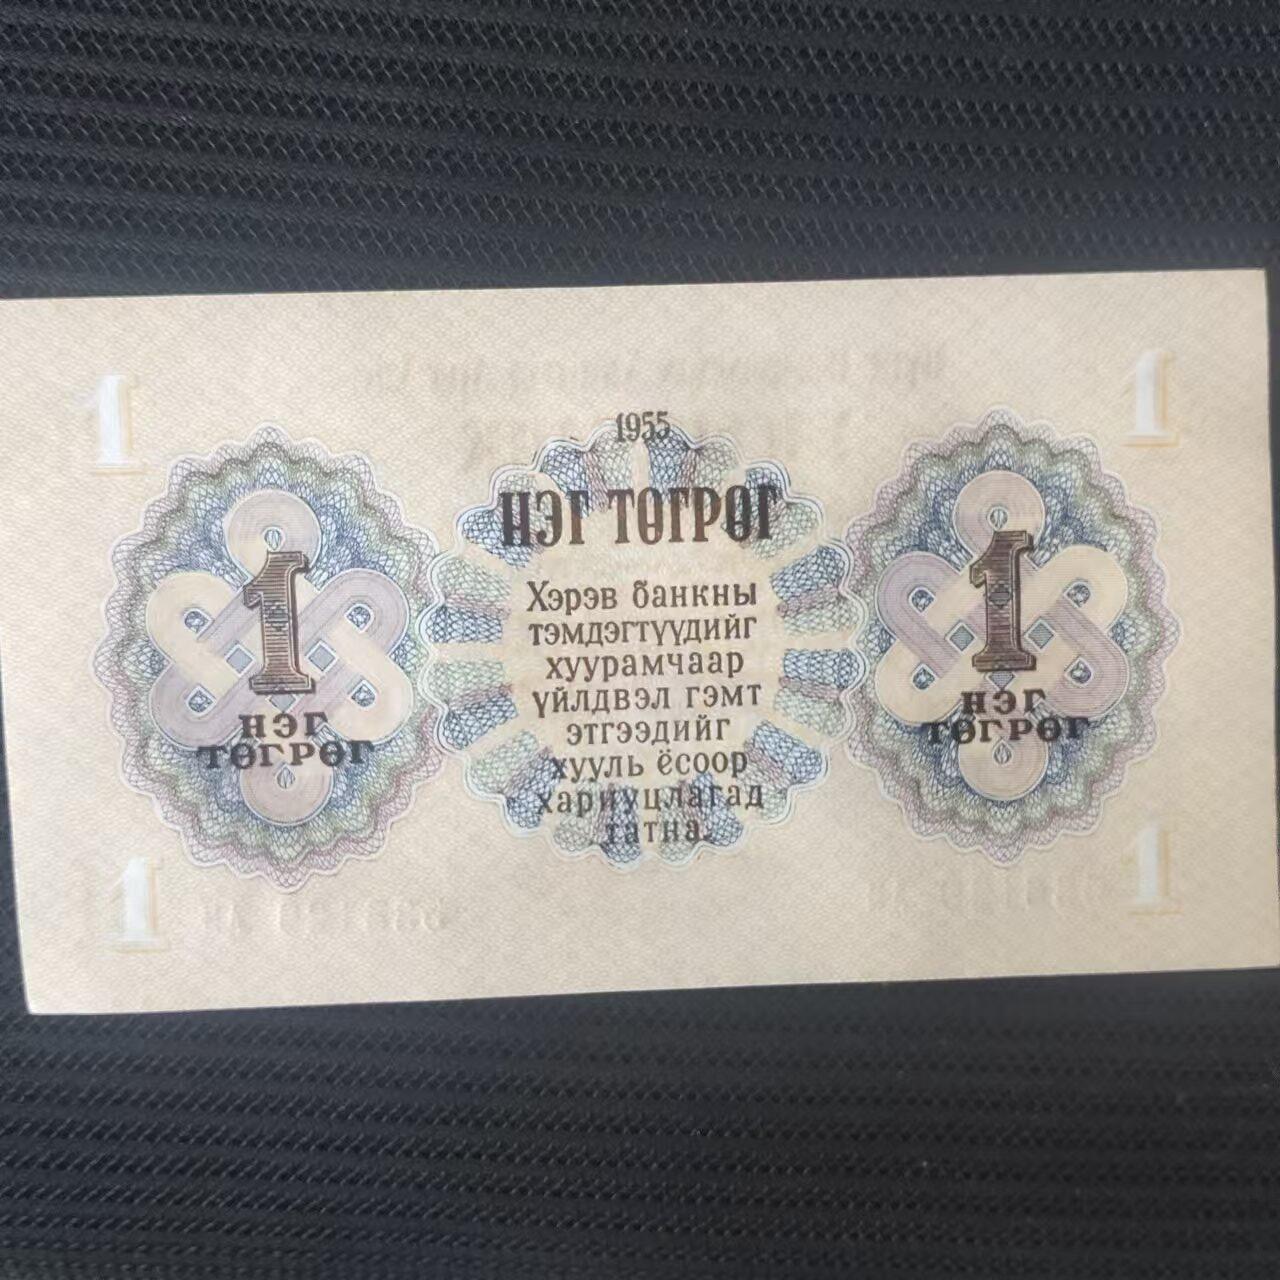 1 1
1955
НЭГ ТӨГРӨГ
Хэрэв банкны
тэмдэгтүүдийг
хуурамчаар
үйлдвэл гэмт
этгээдийг
хууль ёсоор
хариуцлагад
татна.
1
НЭГ
ТӨГРӨГ
1
НЭГ
ТӨГРӨГ
1 1